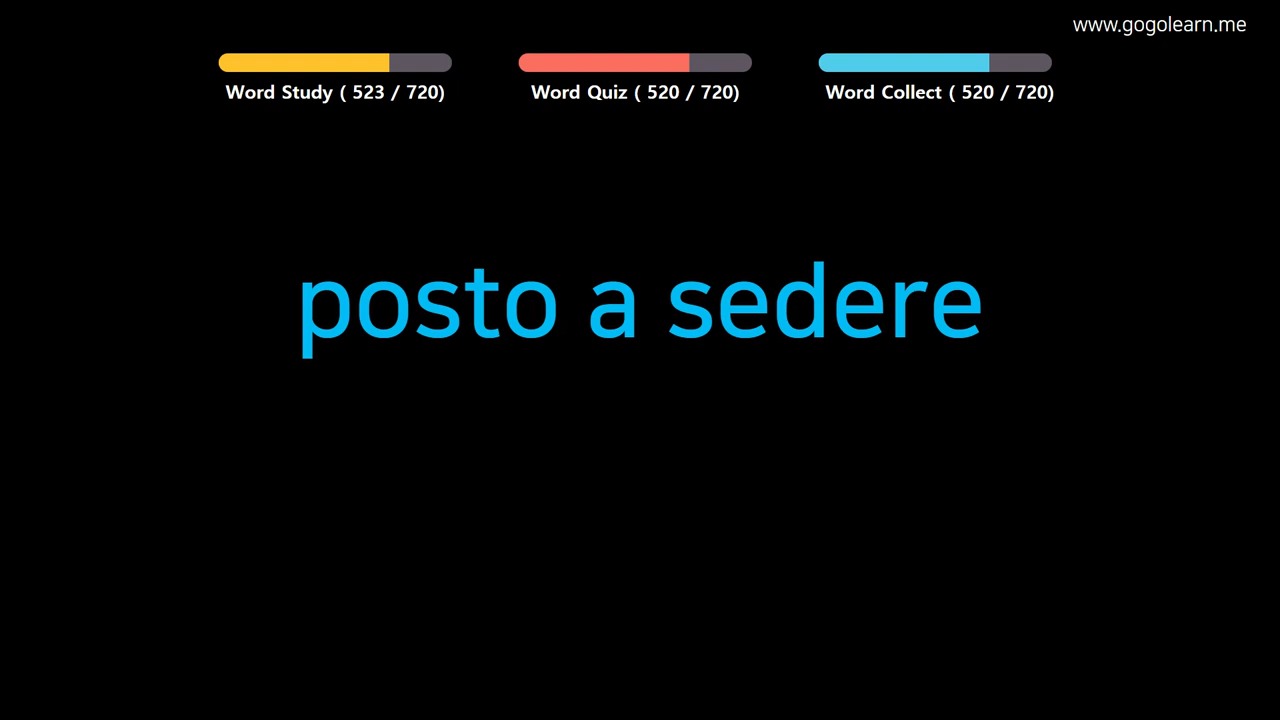 www.gogolearn.me
Word Study ( 523 / 720)
Word Quiz ( 520 / 720)
Word Collect ( 520 / 720)
posto a sedere